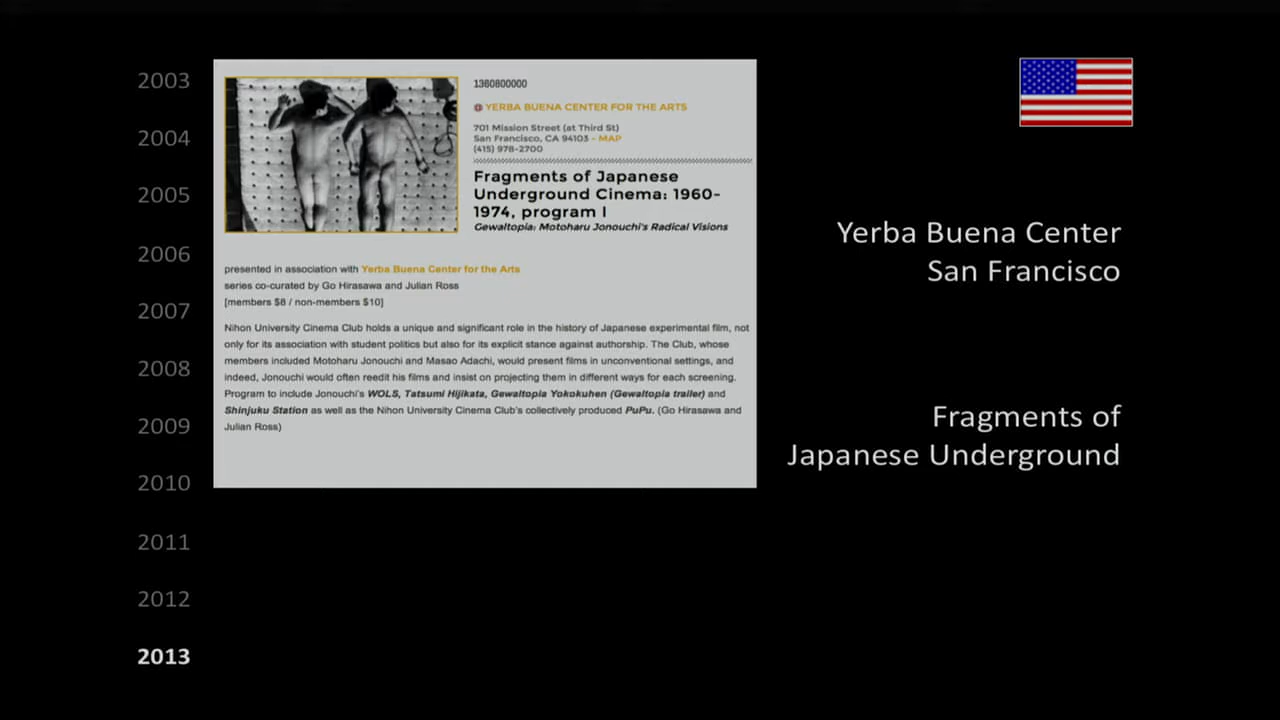 2003
2004
2005
2006
2007
2008
2009
2010
2011
2012
2013
1360800000
YERBA BUENA CENTER FOR THE ARTS
701 Mission Street (at Third St)
San Francisco, CA 94103 - MAP
(415) 978-2700
Fragments of Japanese
Underground Cinema: 1960-
1974, program I
Gewaltopia: Motoharu Jonouchi's Radical Visions
presented in association with Yerba Buena Center for the Arts
series co-curated by Go Hirasawa and Julian Ross
[members $8 / non-members $10]
Nihon University Cinema Club holds a unique and significant role in the history of Japanese experimental film, not
only for its association with student politics but also for its explicit stance against authorship. The Club, whose
members included Motoharu Jonouchi and Masao Adachi, would present films in unconventional settings, and
indeed, Jonouchi would often reedit his films and insist on projecting them in different ways for each screening.
Program to include Jonouchi's WOLS, Tatsumi Hijikata, Gewaltopia Yokokuhen (Gewaltopia trailer) and
Shinjuku Station as well as the Nihon University Cinema Club's collectively produced PuPu. (Go Hirasawa and
Julian Ross)
Yerba Buena Center
San Francisco
Fragments of
Japanese Underground